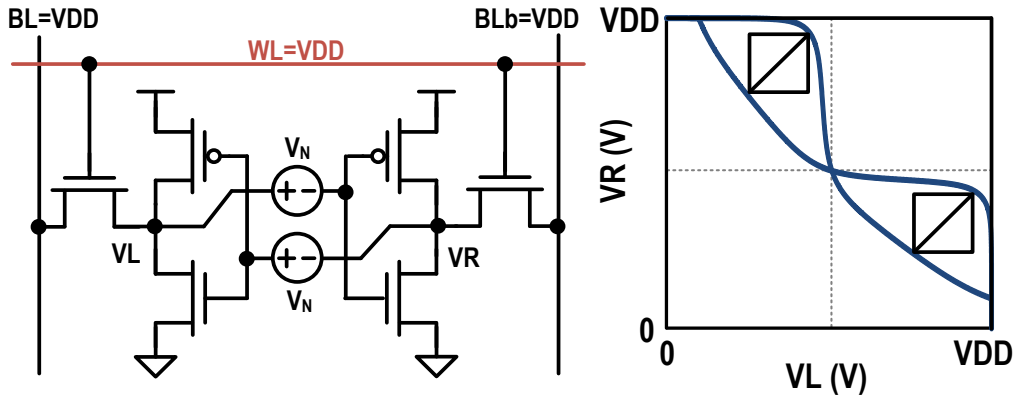 BL=VDD
BLb=VDD
WL=VDD
VN
+ -
VL
+ -
VR
VN
VDD
VR (V)
0
0
VDD
VL (V)